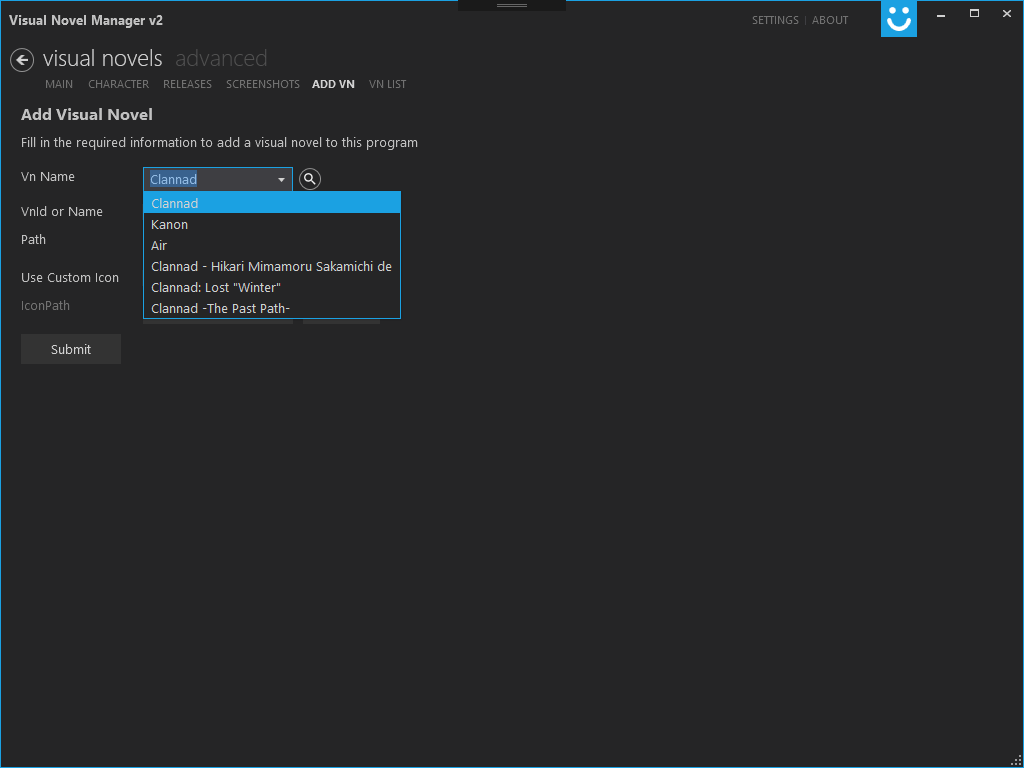 Visual Novel Manager v2
SETTINGS | ABOUT
visual novels advanced
MAIN CHARACTER RELEASES SCREENSHOTS ADD VN VN LIST
Add Visual Novel
Fill in the required information to add a visual novel to this program
Vn Name Clannad
Clannad
VnId or Name
Kanon
Path
Air
Clannad - Hikari Mimamoru Sakamichi de
Use Custom Icon
Clannad: Lost "Winter"
IconPath
Clannad -The Past Path-
Submit